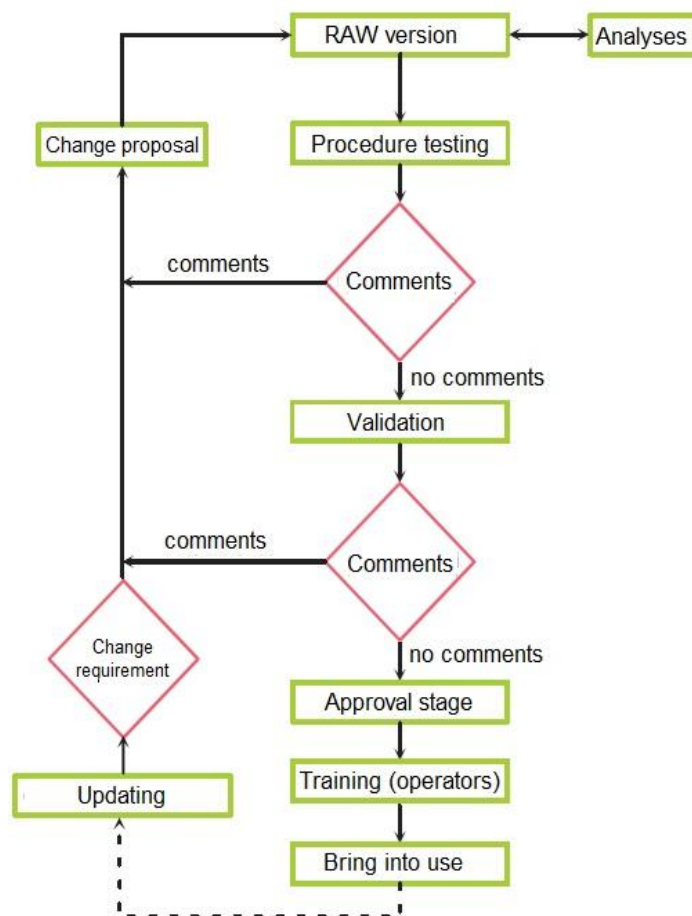 RAW version
Analyses
Change proposal
Procedure testing
comments
Comments
no comments
Validation
comments
Comments
Change
requirement
no comments
Approval stage
Training (operators)
Updating
Bring into use